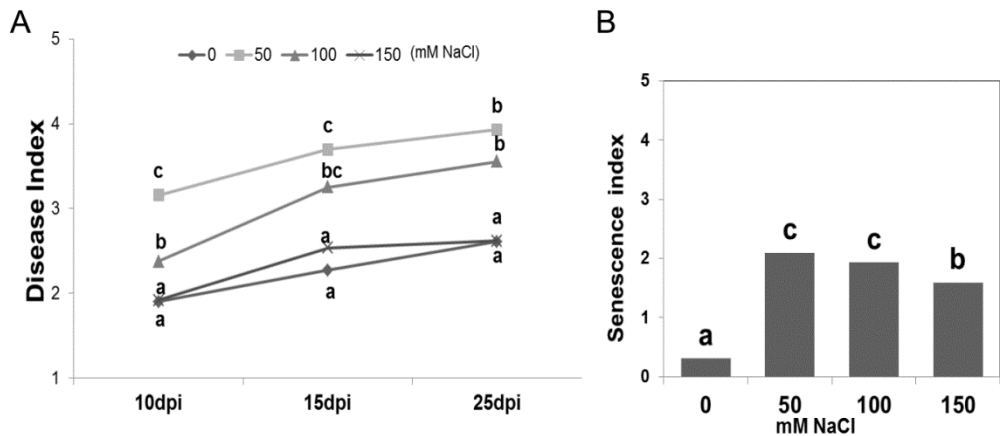 A
5
0 50 100 150 (mM NaCl)
b
4
c
c
b
bc
b
3
a
a
a
a
2
a
a
1
Disease Index
10dpi 15dpi 25dpi
B
5
4
3
c
c
2
b
1
a
0
Senescence index
0 50 100 150
mM NaCl